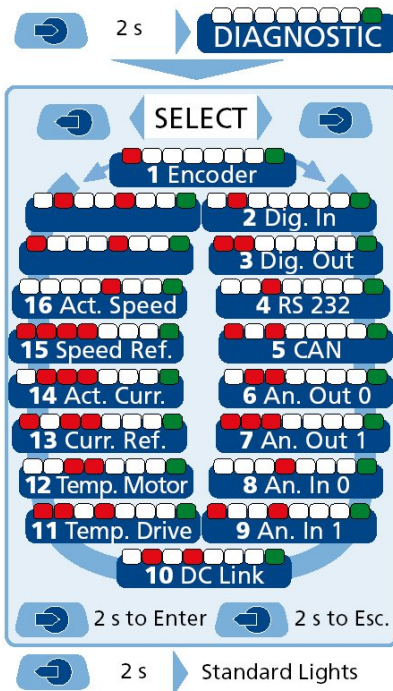 2 s DIAGNOSTIC
SELECT
1 Encoder
2 Dig. In
3 Dig. Out
16 Act. Speed 4 RS 232
15 Speed Ref. 5 CAN
14 Act. Curr. 6 An. Out 0
13 Curr. Ref. 7 An. Out 1
12 Temp. Motor 8 An. In 0
11 Temp. Drive 9 An. In 1
10 DC Link
2 s to Enter 2 s to Esc.
2 s Standard Lights